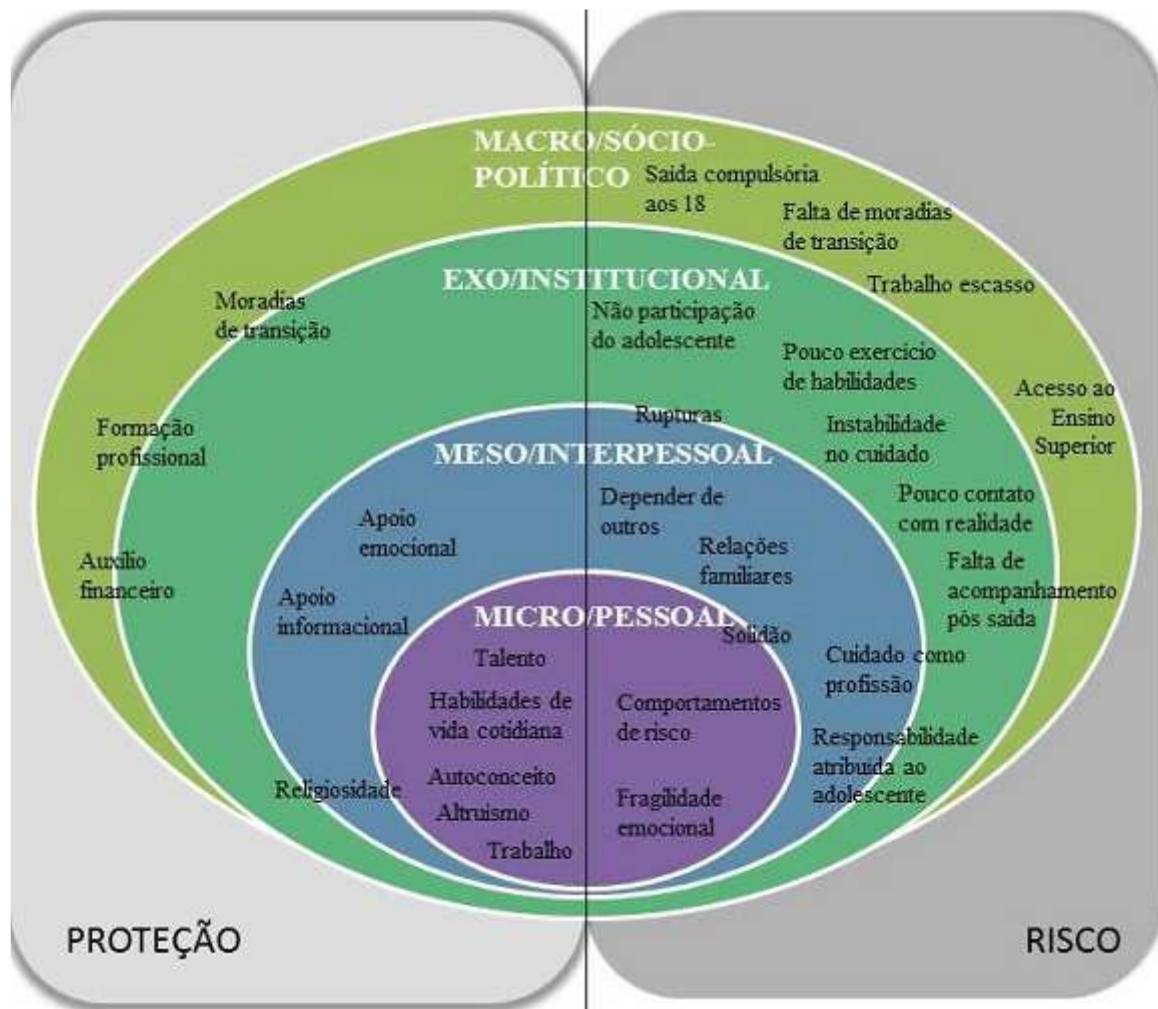 MACRO/SÓCIO-
POLÍTICO
Saída compulsória
aos 18
Falta de moradias
de transição
Trabalho escasso
Acesso ao
Ensino
Superior
Moradias
de transição
Formação
profissional
Auxílio
financeiro
EXO/INSTITUCIONAL
Não participação
do adolescente
Pouco exercício
de habilidades
Instabilidade
no cuidado
Pouco contato
com realidade
Falta de
acompanhamento
pós saída
Cuidado como
profissão
Responsabilidade
atribuída ao
adolescente
Rupturas
MESO/INTERPESSOAL
Apoio
emocional
Apoio
informacional
Religiosidade
Depender de
outros
Relações
familiares
Solidão
MICRO/PESSOAL
Talento
Habilidades de
vida cotidiana
Autoconceito
Altruísmo
Trabalho
Comportamentos
de risco
Fragilidade
emocional
PROTEÇÃO
RISCO